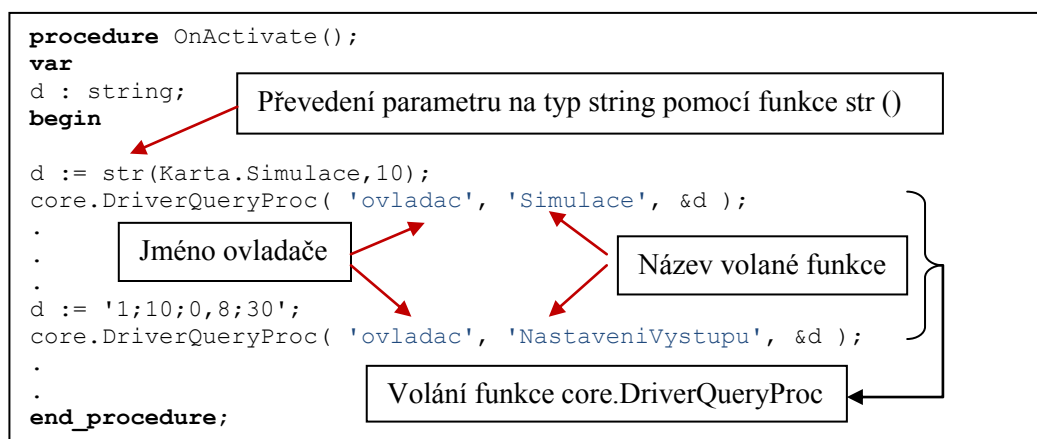 procedure OnActivate();
var
d : string;
Převedení parametru na typ string pomocí funkce str ()
begin
d := str(Karta.Simulace,10);
core.DriverQueryProc( 'ovladac', 'Simulace', &d );
.
.
Jméno ovladače
Název volané funkce
.
d := '1;10;0,8;30';
core.DriverQueryProc( 'ovladac', 'NastaveniVystupu', &d );
.
Volání funkce core.DriverQueryProc
.
end_procedure;